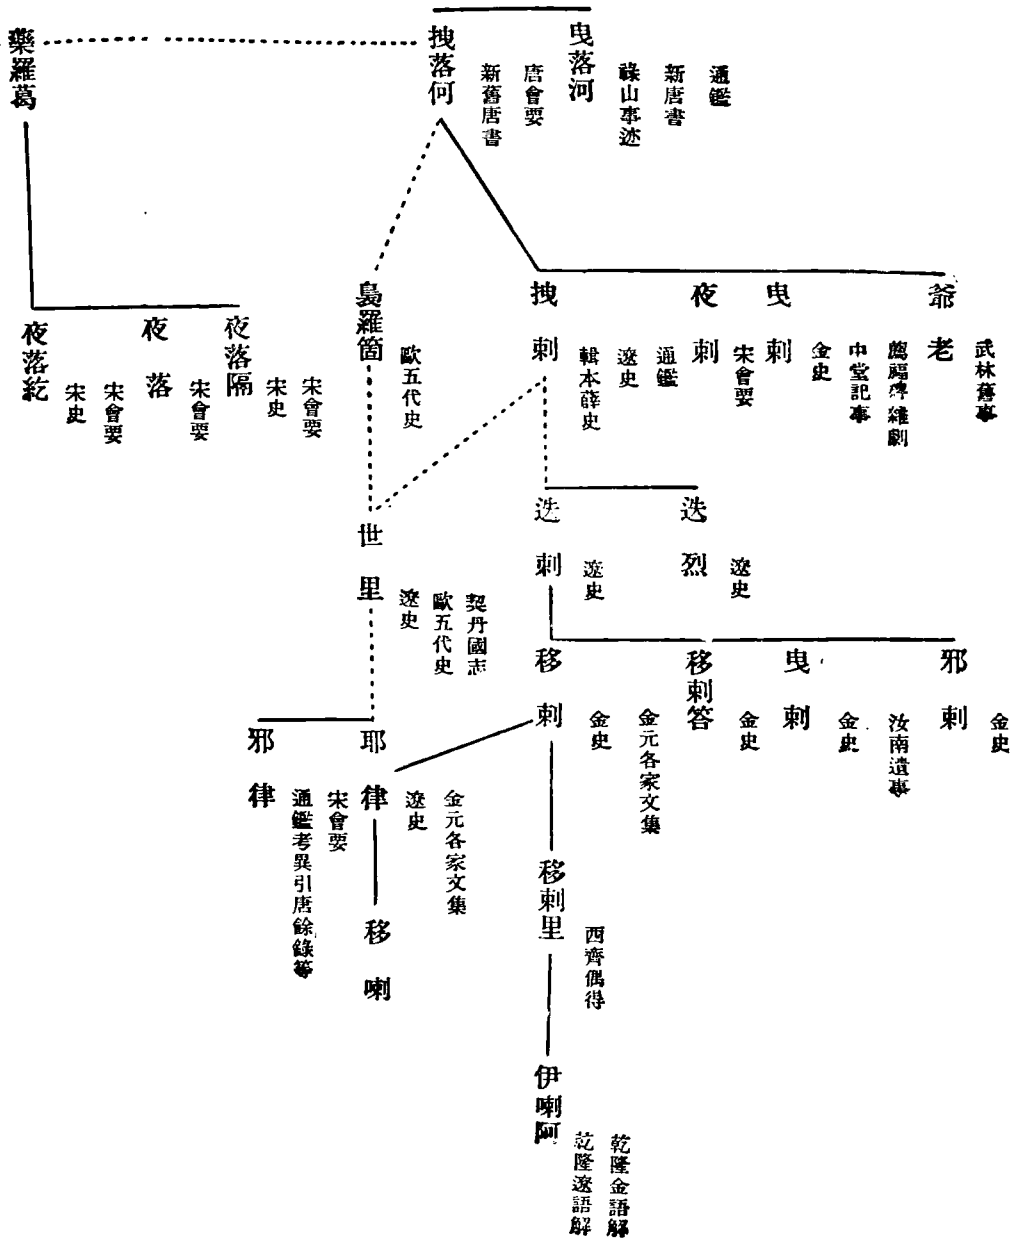 曳落河
通鑑
新唐書
祿山事迹
拽落何
唐會要
新舊唐書
藥羅葛
爺老
武林舊事
薦福碑雜劇
中堂記事
曳剌
金史
夜剌
宋會要
拽剌
通鑑
遼史
輯本薛史
梟羅箇
歐五代史
夜落隔
宋會要
宋史
夜落
宋會要
夜落紇
宋會要
宋史
迭烈
遼史
迭剌
遼史
世里
契丹國志
歐五代史
遼史
邪剌
金史
曳剌
汝南遺事
金史
移剌答
金史
移剌
金元各家文集
金史
耶律
金元各家文集
遼史
邪律
宋會要
通鑑考異引唐餘錄等
移剌里
西齊偶得
移喇
伊喇阿
乾隆金語解
乾隆遼語解